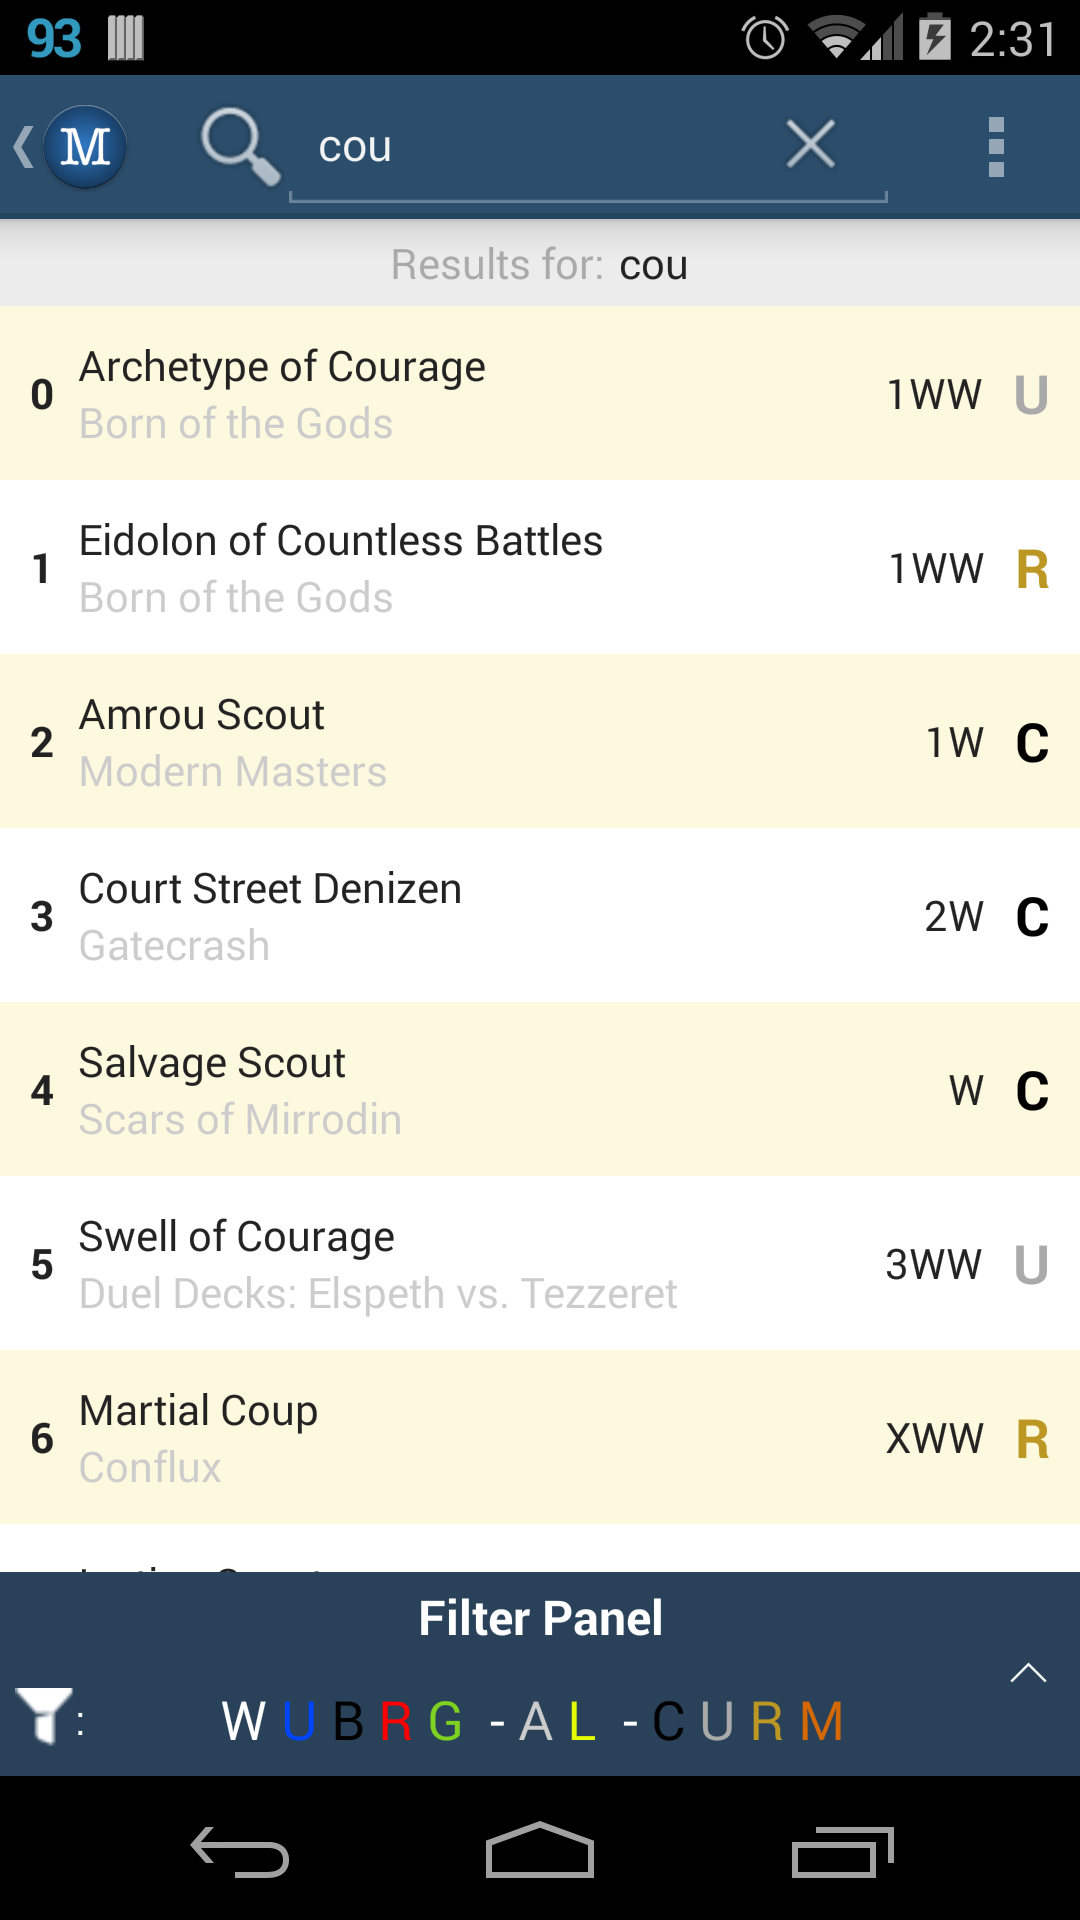 93 2:31
M cou
Results for: cou
0 Archetype of Courage 1WW U
Born of the Gods
1 Eidolon of Countless Battles 1WW R
Born of the Gods
2 Amrou Scout 1W C
Modern Masters
3 Court Street Denizen 2W C
Gatecrash
4 Salvage Scout W C
Scars of Mirrodin
5 Swell of Courage 3WW U
Duel Decks: Elspeth vs. Tezzeret
6 Martial Coup XWW R
Conflux
Filter Panel
: W U B R G - A L - C U R M